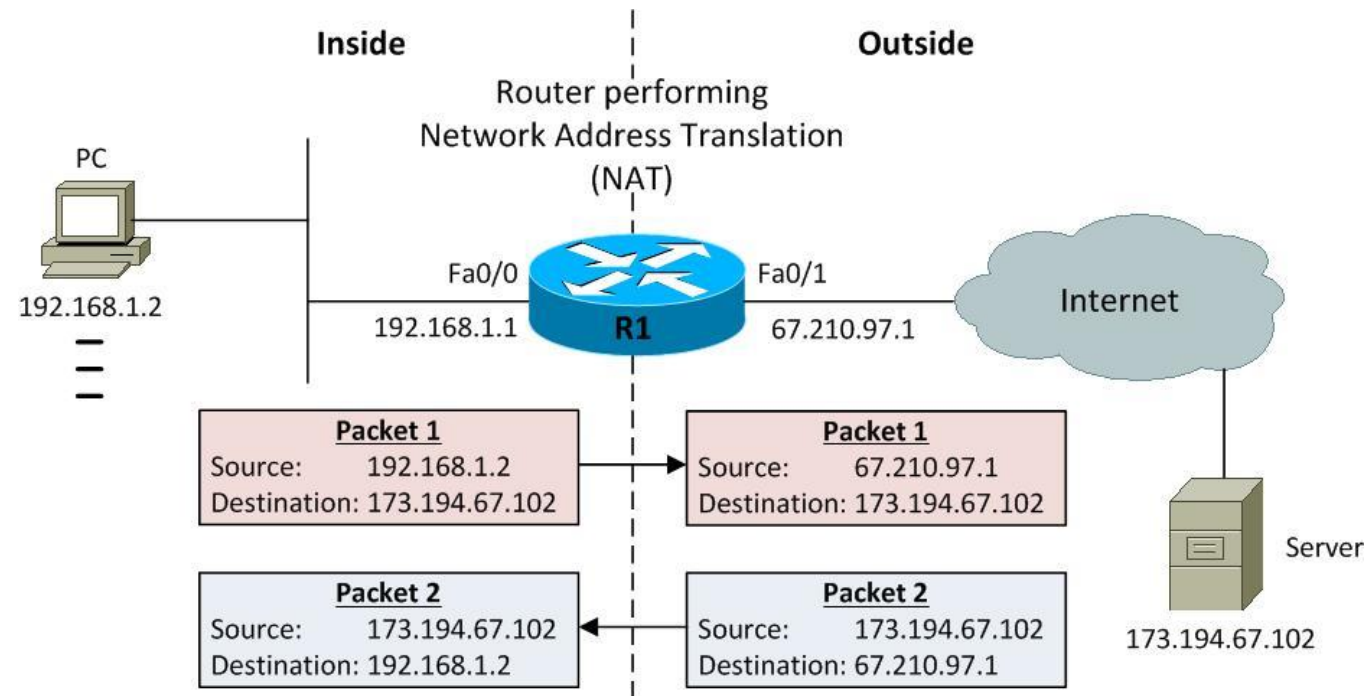 Inside
Outside
Router performing
Network Address Translation
(NAT)
PC
192.168.1.2
Fa0/0
192.168.1.1
R1
Fa0/1
67.210.97.1
Internet
Packet 1
Source: 192.168.1.2
Destination: 173.194.67.102
Packet 1
Source: 67.210.97.1
Destination: 173.194.67.102
Packet 2
Source: 173.194.67.102
Destination: 192.168.1.2
Packet 2
Source: 173.194.67.102
Destination: 67.210.97.1
Server
173.194.67.102